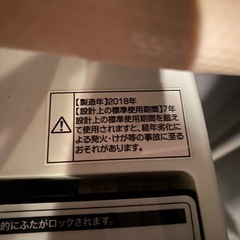 【製造年】2018年
【設計上の標準使用期間】7年
設計上の標準使用期間を超え
て使用されますと、経年劣化に
よる発火・けが等の事故に至る
おそれがあります。
的にふたがロックされます。